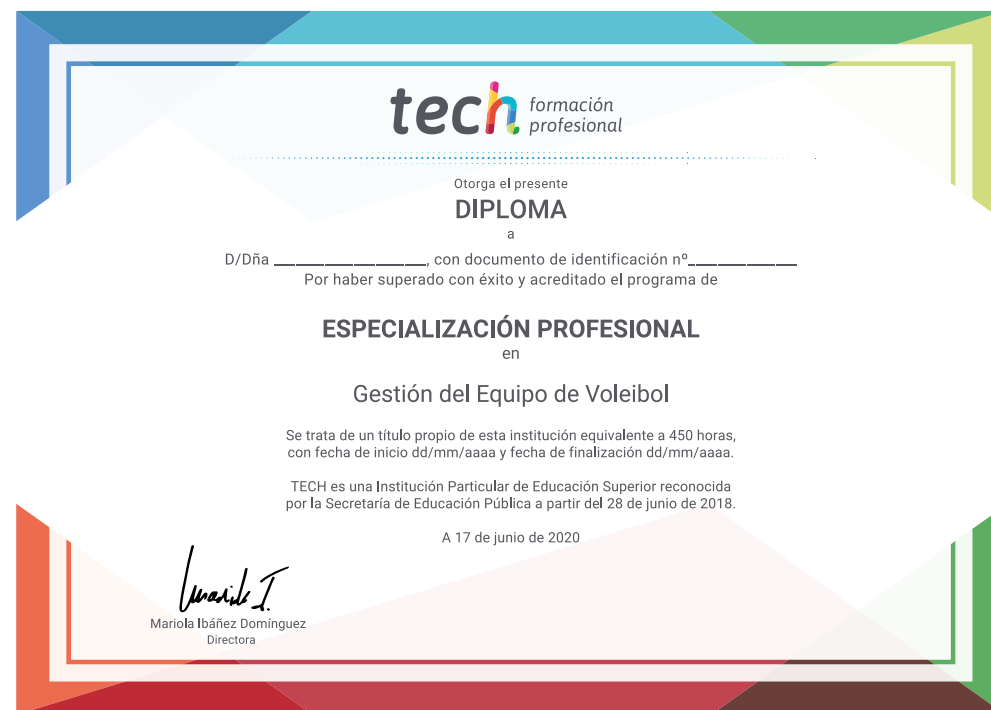 tech formación
profesional
Otorga el presente
DIPLOMA
a
D/Dña ______________, con documento de identificación nº__________
Por haber superado con éxito y acreditado el programa de
ESPECIALIZACIÓN PROFESIONAL
en
Gestión del Equipo de Voleibol
Se trata de un título propio de esta institución equivalente a 450 horas,
con fecha de inicio dd/mm/aaaa y fecha de finalización dd/mm/aaaa.
TECH es una Institución Particular de Educación Superior reconocida
por la Secretaría de Educación Pública a partir del 28 de junio de 2018.
A 17 de junio de 2020
Mariola Ibáñez Domínguez
Directora